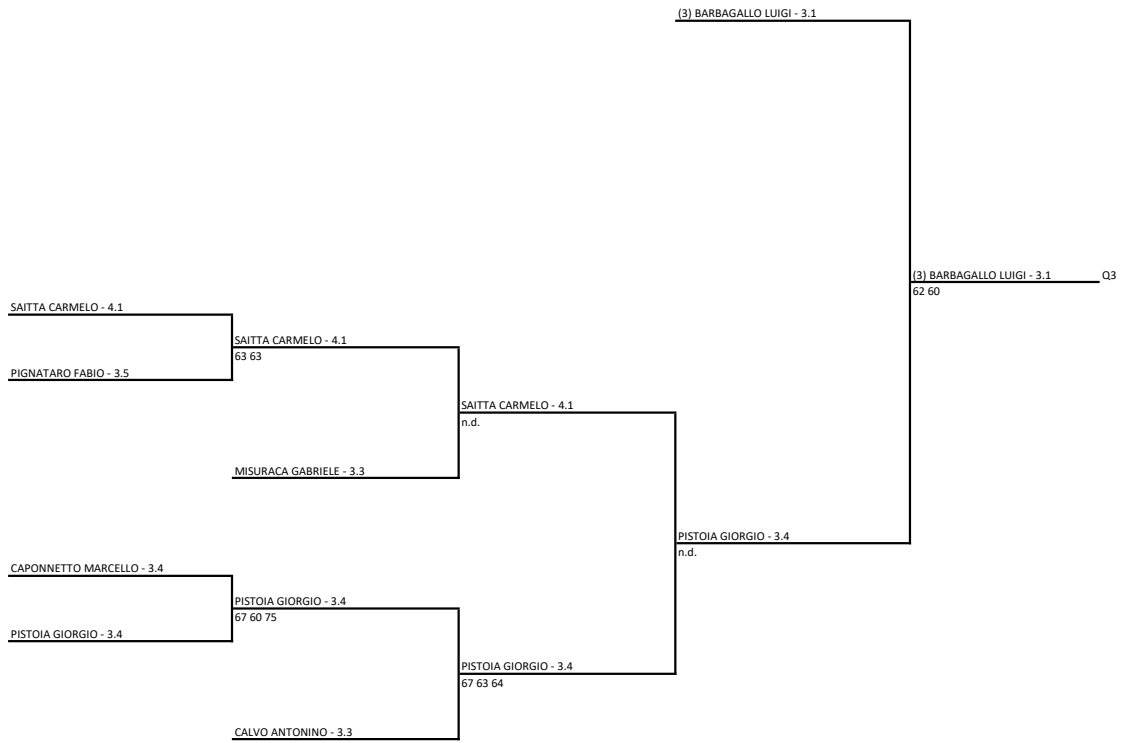 (3) BARBAGALLO LUIGI - 3.1
(3) BARBAGALLO LUIGI - 3.1 Q3
62 60
SAITTA CARMELO - 4.1
SAITTA CARMELO - 4.1
63 63
PIGNATARO FABIO - 3.5
SAITTA CARMELO - 4.1
n.d.
MISURACA GABRIELE - 3.3
PISTOIA GIORGIO - 3.4
n.d.
CAPONNETTO MARCELLO - 3.4
PISTOIA GIORGIO - 3.4
67 60 75
PISTOIA GIORGIO - 3.4
PISTOIA GIORGIO - 3.4
67 63 64
CALVO ANTONINO - 3.3